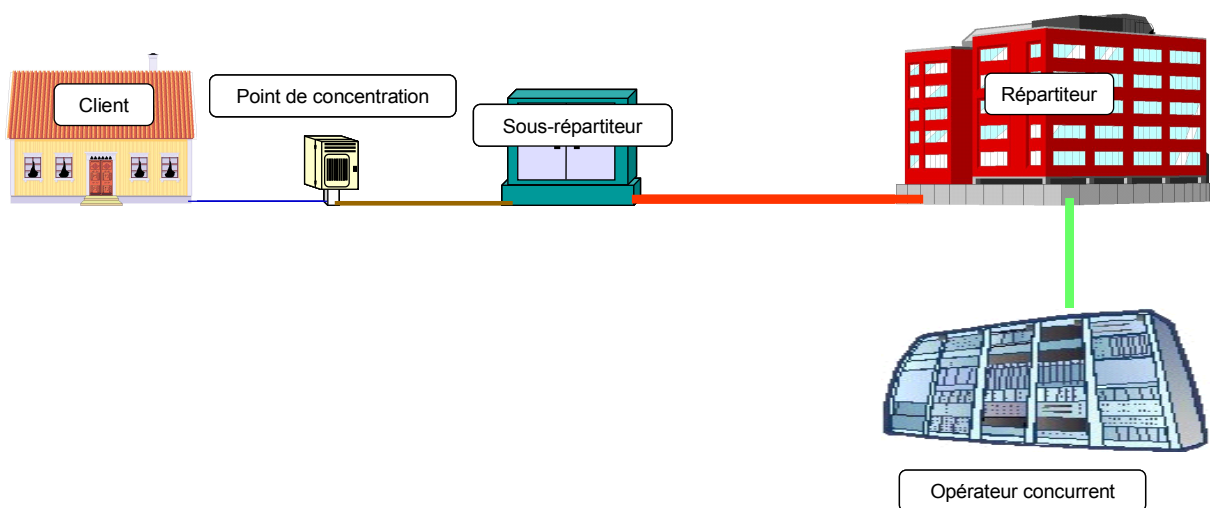 Client
Point de concentration
Sous-répartiteur
Répartiteur
Opérateur concurrent